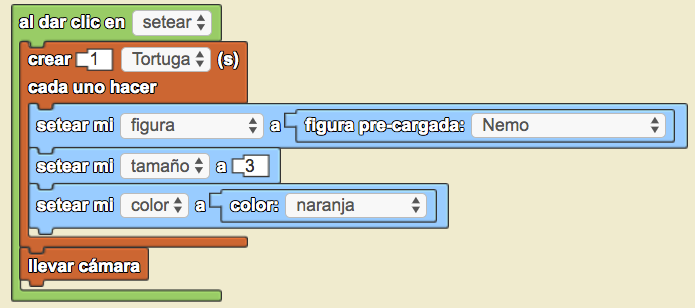 al dar clic en setear
crear 1 Tortuga (s)
cada uno hacer
setear mi figura a figura pre-cargada: Nemo
setear mi tamaño a 3
setear mi color a color: naranja
llevar cámara